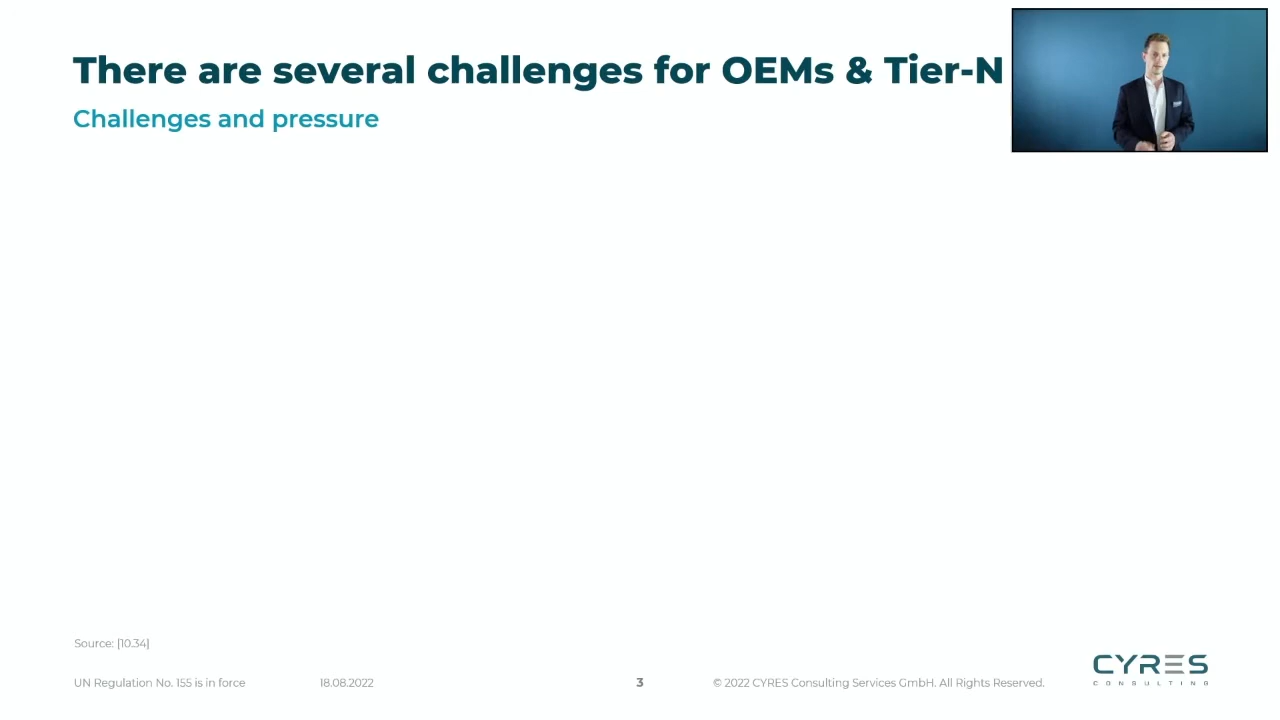 There are several challenges for OEMs & Tier-N
Challenges and pressure
Source: [10.34]
UN Regulation No. 155 is in force 18.08.2022 3 © 2022 CYRES Consulting Services GmbH. All Rights Reserved.
CYRES
CONSULTING